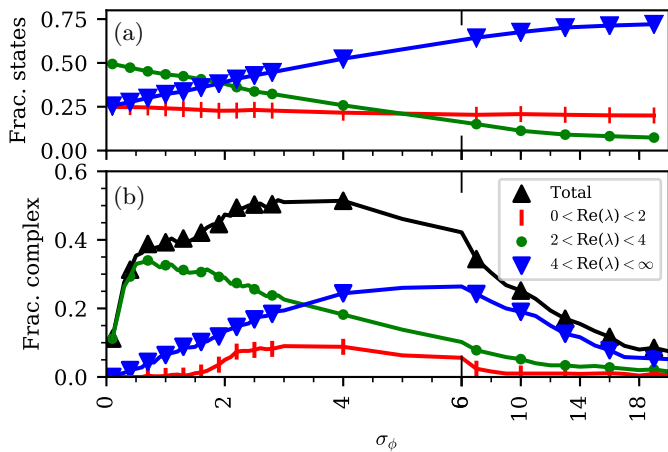 (a)
Frac. states
0.75
0.50
0.25
0.00
(b)
Frac. complex
0.6
0.4
0.2
0.0
Total
0 < Re(λ) < 2
2 < Re(λ) < 4
4 < Re(λ) < ∞
0 2 4 6 10 14 18
σ_ϕ